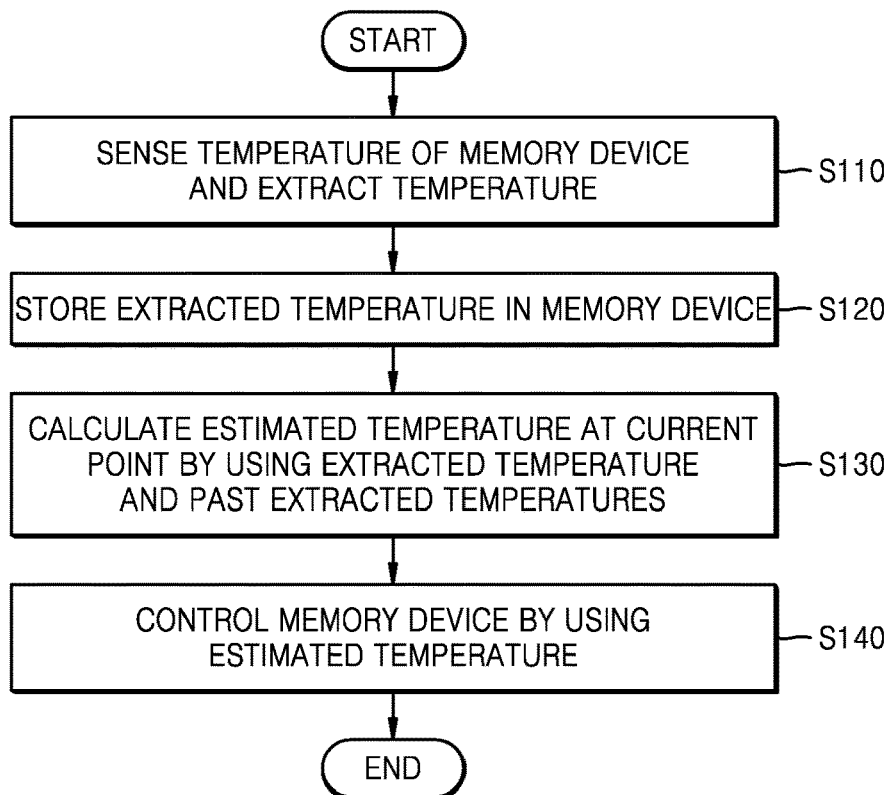 START
SENSE TEMPERATURE OF MEMORY DEVICE
AND EXTRACT TEMPERATURE
S110
STORE EXTRACTED TEMPERATURE IN MEMORY DEVICE
S120
CALCULATE ESTIMATED TEMPERATURE AT CURRENT
POINT BY USING EXTRACTED TEMPERATURE
AND PAST EXTRACTED TEMPERATURES
S130
CONTROL MEMORY DEVICE BY USING
ESTIMATED TEMPERATURE
S140
END